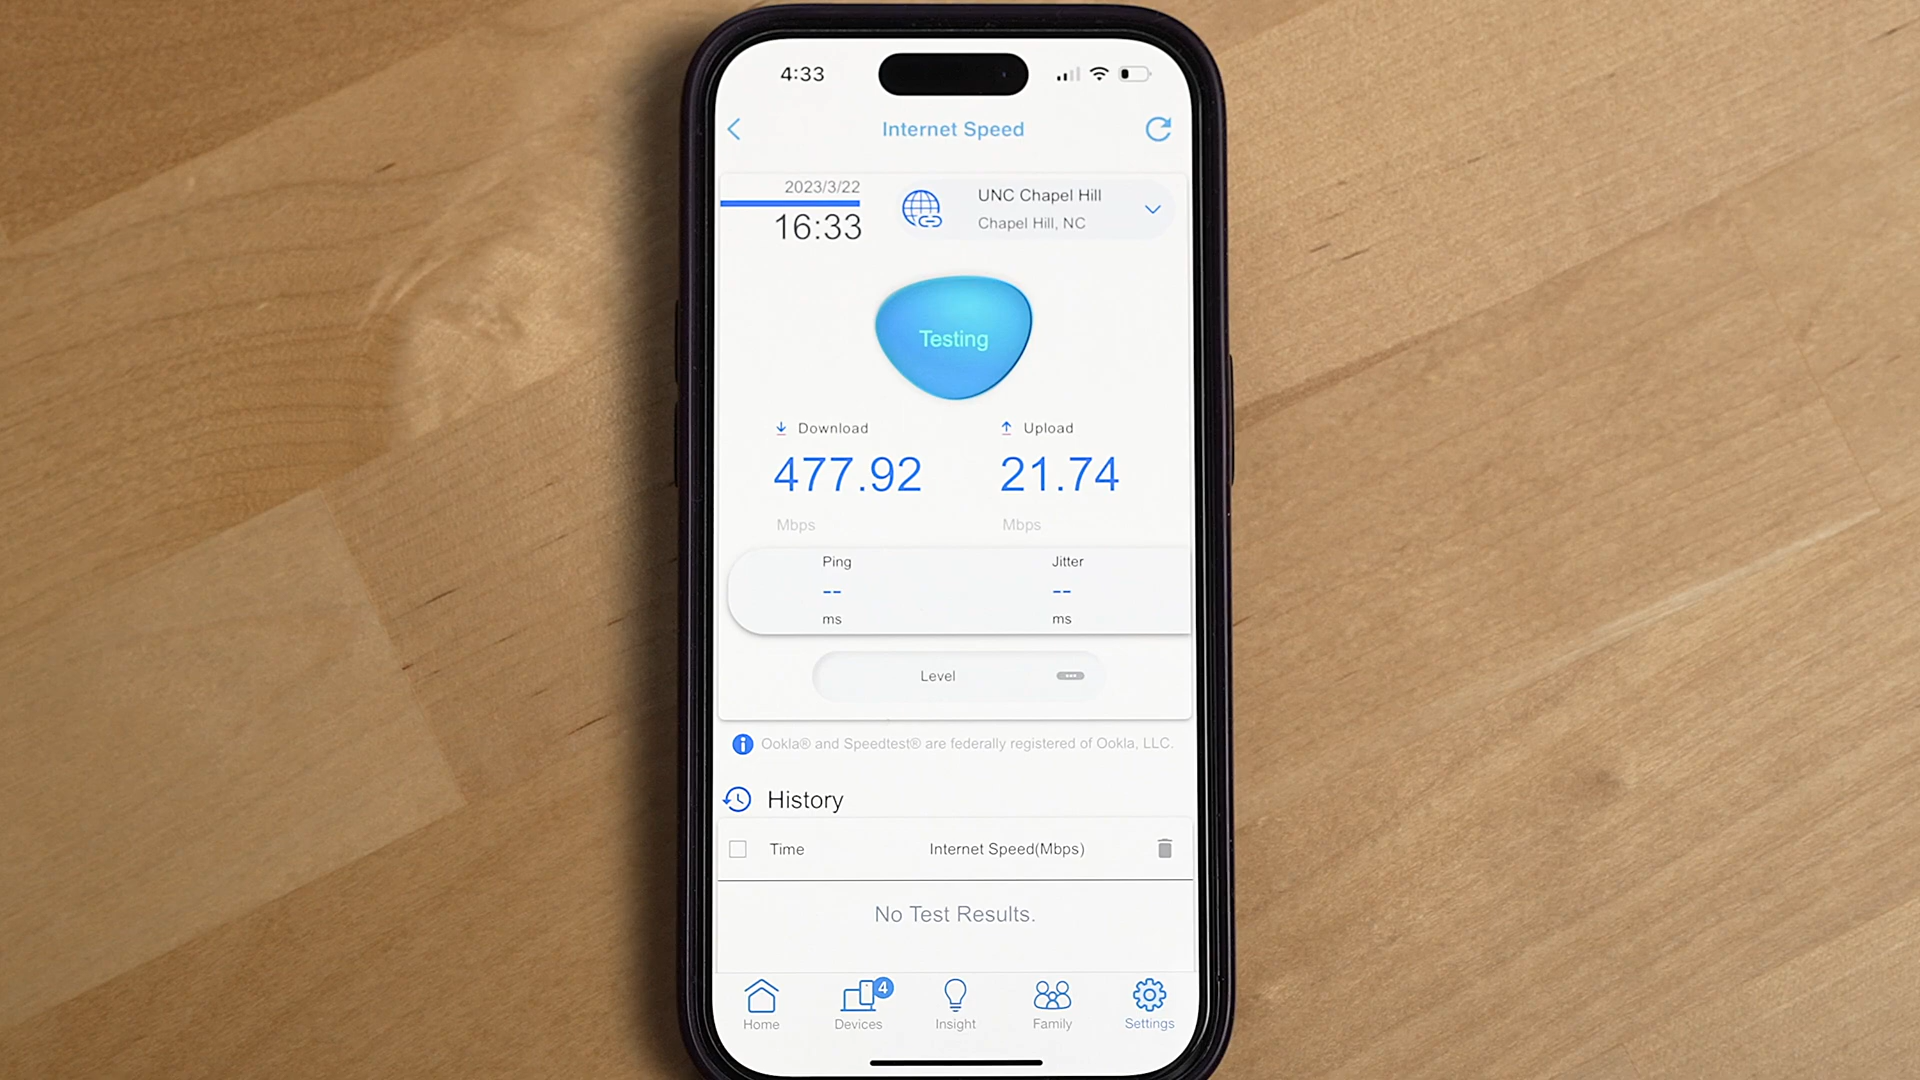 4:33
Internet Speed
2023/3/22
16:33
UNC Chapel Hill
Chapel Hill, NC
Testing
Download
Upload
477.92
21.74
Mbps
Mbps
Ping
Jitter
--
--
ms
ms
Level
Ookla® and Speedtest® are federally registered of Ookla, LLC.
History
Time
Internet Speed(Mbps)
No Test Results.
4
Home
Devices
Insight
Family
Settings